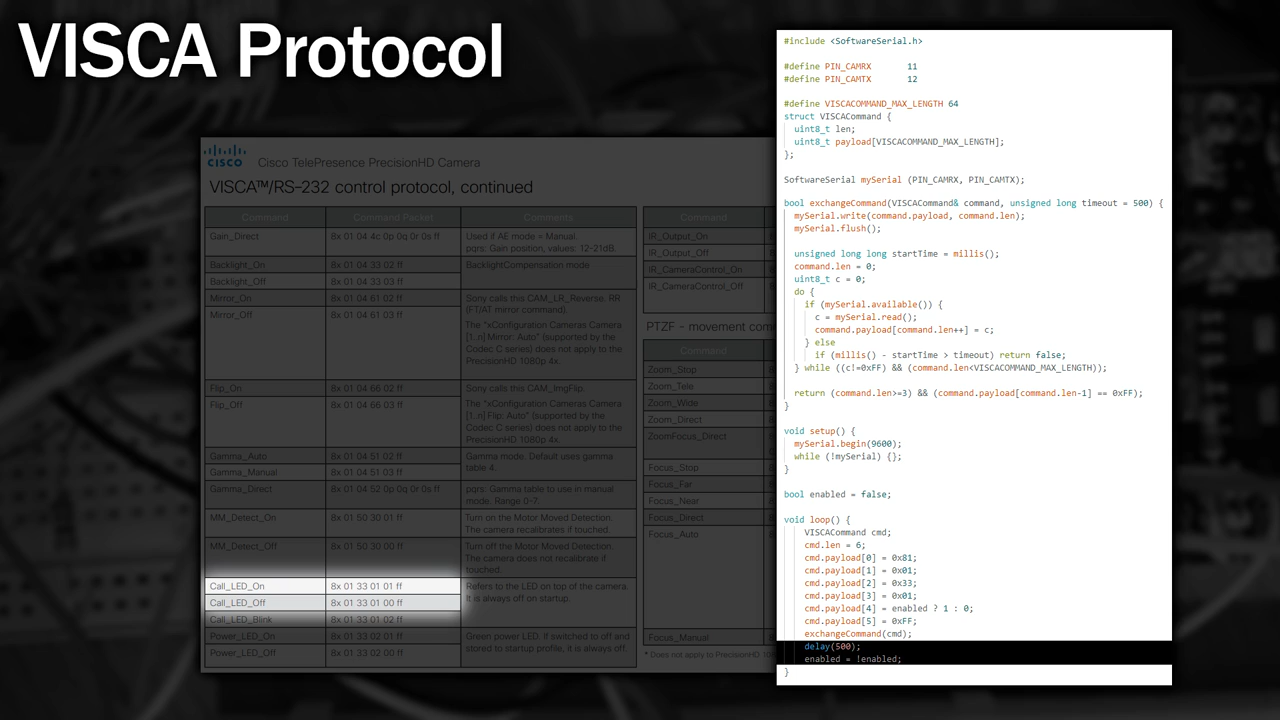 VISCA Protocol
CISCO
Cisco TelePresence PrecisionHD Camera
VISCA™/RS-232 control protocol, continued
Command Command Packet Comments
Gain_Direct 8x 01 04 4c 0p 0q 0r 0s ff Used if AE mode = Manual.
pqrs: Gain position, values: 12-21dB.
Backlight_On 8x 01 04 33 02 ff BacklightCompensation mode
Backlight_Off 8x 01 04 33 03 ff
Mirror_On 8x 01 04 61 02 ff Sony calls this CAM_LR_Reverse. RR
(FT/AT mirror command).
Mirror_Off 8x 01 04 61 03 ff
The "xConfiguration Cameras Camera
[1..n] Mirror: Auto" (supported by the
Codec C series) does not apply to the
PrecisionHD 1080p 4x.
Flip_On 8x 01 04 66 02 ff Sony calls this CAM_ImgFlip.
Flip_Off 8x 01 04 66 03 ff The "xConfiguration Cameras Camera
[1..n] Flip: Auto" (supported by the
Codec C series) does not apply to the
PrecisionHD 1080p 4x.
Gamma_Auto 8x 01 04 51 02 ff Gamma mode. Default uses gamma
table 4.
Gamma_Manual 8x 01 04 51 03 ff
Gamma_Direct 8x 01 04 52 0p 0q 0r 0s ff pqrs: Gamma table to use in manual
mode. Range 0-7.
MM_Detect_On 8x 01 50 30 01 ff Turn on the Motor Moved Detection.
The camera recalibrates if touched.
MM_Detect_Off 8x 01 50 30 00 ff Turn off the Motor Moved Detection.
The camera does not recalibrate if
touched.
Call_LED_On 8x 01 33 01 01 ff Refers to the LED on top of the camera.
It is always off on startup.
Call_LED_Off 8x 01 33 01 00 ff
Call_LED_Blink 8x 01 33 01 02 ff
Power_LED_On 8x 01 33 02 01 ff Green power LED. If switched to off and
stored to startup profile, it is always off.
Power_LED_Off 8x 01 33 02 00 ff
Command
IR_Output_On
IR_Output_Off
IR_CameraControl_On
IR_CameraControl_Off
PTZF - movement com
Command
Zoom_Stop
Zoom_Tele
Zoom_Wide
Zoom_Direct
ZoomFocus_Direct
Focus_Stop
Focus_Far
Focus_Near
Focus_Direct
Focus_Auto
Focus_Manual
* Does not apply to PrecisionHD 10
#include <SoftwareSerial.h>
#define PIN_CAMRX 11
#define PIN_CAMTX 12
#define VISCACOMMAND_MAX_LENGTH 64
struct VISCACommand {
uint8_t len;
uint8_t payload[VISCACOMMAND_MAX_LENGTH];
};
SoftwareSerial mySerial (PIN_CAMRX, PIN_CAMTX);
bool exchangeCommand(VISCACommand& command, unsigned long timeout = 500) {
mySerial.write(command.payload, command.len);
mySerial.flush();
unsigned long long startTime = millis();
command.len = 0;
uint8_t c = 0;
do {
if (mySerial.available()) {
c = mySerial.read();
command.payload[command.len++] = c;
} else
if (millis() - startTime > timeout) return false;
} while ((c!=0xFF) && (command.len<VISCACOMMAND_MAX_LENGTH));
return (command.len>=3) && (command.payload[command.len-1] == 0xFF);
}
void setup() {
mySerial.begin(9600);
while (!mySerial) {};
}
bool enabled = false;
void loop() {
VISCACommand cmd;
cmd.len = 6;
cmd.payload[0] = 0x81;
cmd.payload[1] = 0x01;
cmd.payload[2] = 0x33;
cmd.payload[3] = 0x01;
cmd.payload[4] = enabled ? 1 : 0;
cmd.payload[5] = 0xFF;
exchangeCommand(cmd);
delay(500);
enabled = !enabled;
}